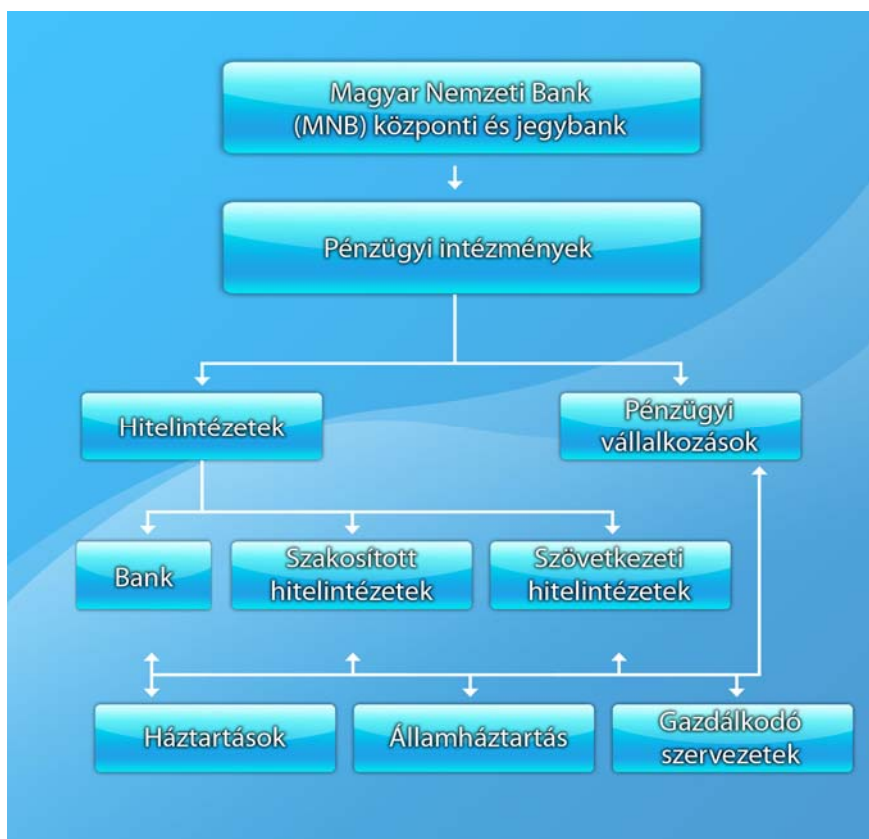 Magyar Nemzeti Bank
(MNB) központi és jegybank
Pénzügyi intézmények
Hitelintézetek
Pénzügyi
vállalkozások
Bank
Szakosított
hitelintézetek
Szövetkezeti
hitelintézetek
Háztartások
Államháztartás
Gazdálkodó
szervezetek